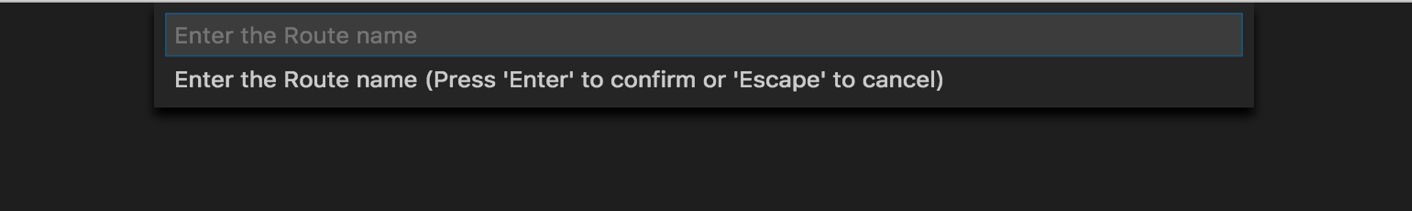 Enter the Route name
Enter the Route name (Press 'Enter' to confirm or 'Escape' to cancel)